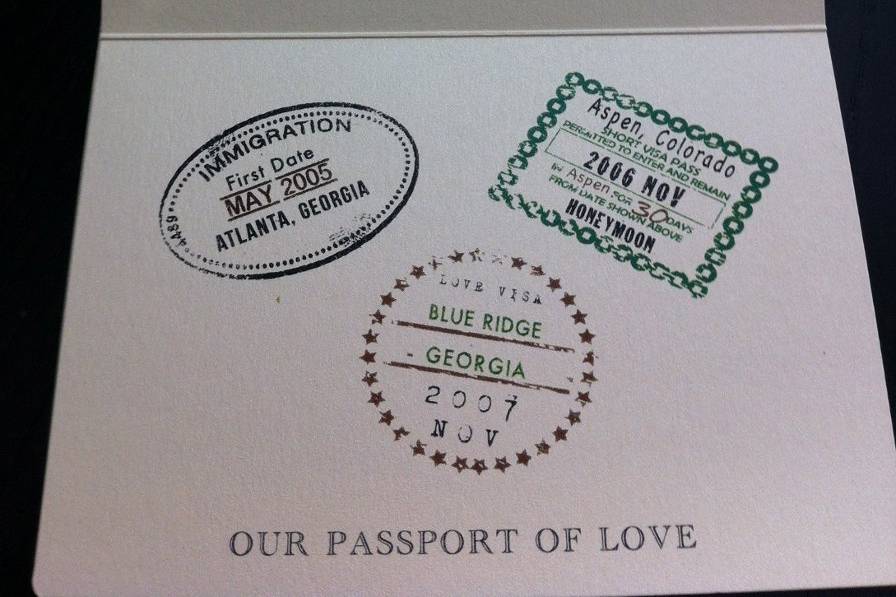 IMMIGRATION
First Date
MAY 2005
ATLANTA, GEORGIA
4489
Aspen, Colorado
SHORT VISA PASS
PERMITTED TO ENTER AND REMAIN
2006 NOV
IN Aspen FOR 30 DAYS
FROM DATE SHOWN ABOVE
HONEYMOON
LOVE VISA
BLUE RIDGE
- GEORGIA
2007
NOV
OUR PASSPORT OF LOVE